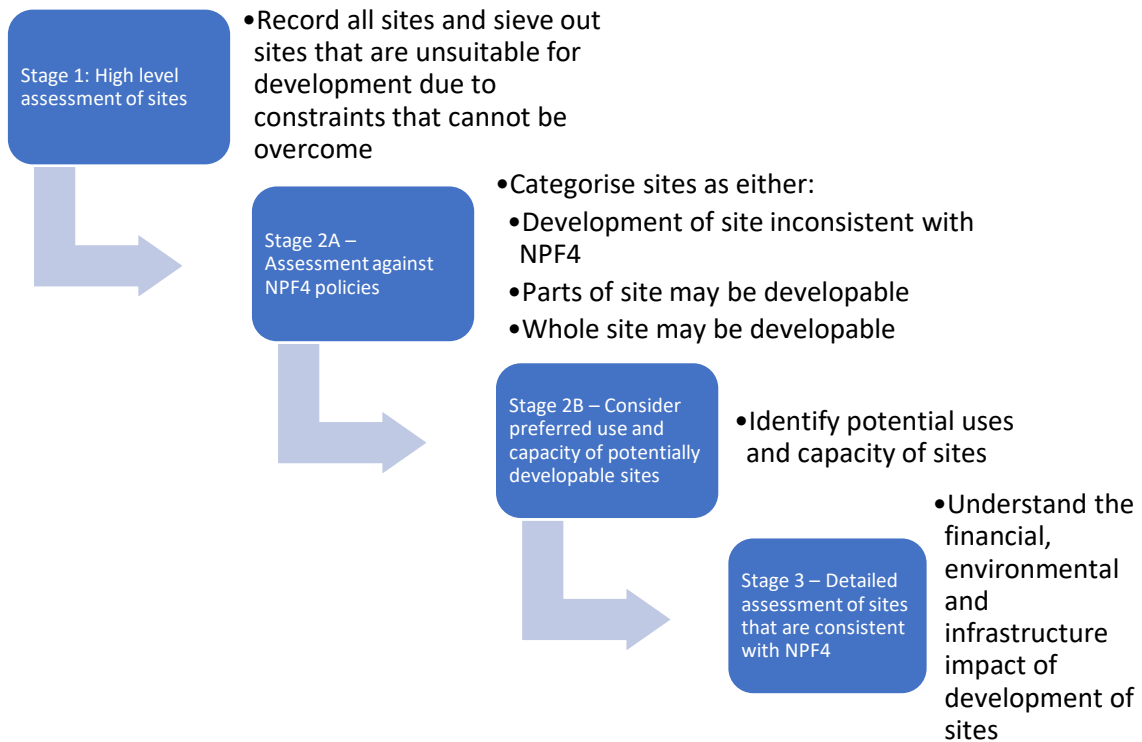 Stage 1: High level
assessment of sites
•Record all sites and sieve out
sites that are unsuitable for
development due to
constraints that cannot be
overcome
Stage 2A –
Assessment against
NPF4 policies
•Categorise sites as either:
•Development of site inconsistent with
NPF4
•Parts of site may be developable
•Whole site may be developable
Stage 2B – Consider
preferred use and
capacity of potentially
developable sites
•Identify potential uses
and capacity of sites
Stage 3 – Detailed
assessment of sites
that are consistent
with NPF4
•Understand the
financial,
environmental
and
infrastructure
impact of
development of
sites